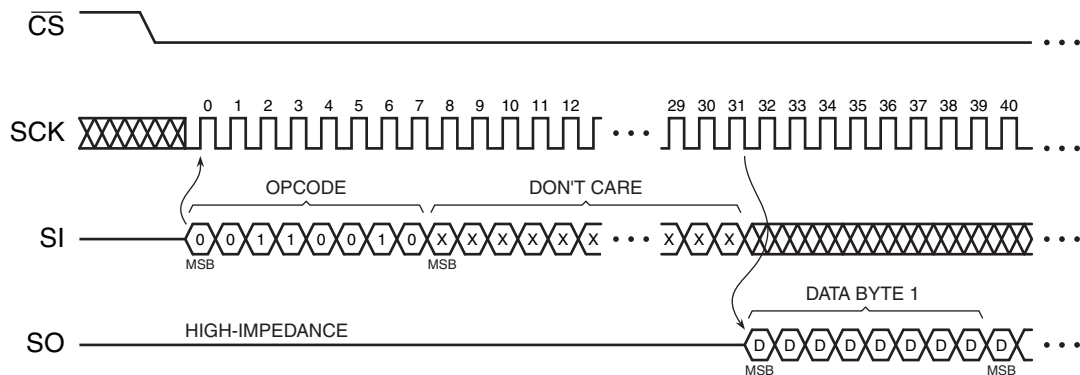 CS
SCK
0 1 2 3 4 5 6 7 8 9 10 11 12 29 30 31 32 33 34 35 36 37 38 39 40
OPCODE DON'T CARE
SI
0 0 1 1 0 0 1 0 X X X X X X X X X
MSB MSB
DATA BYTE 1
HIGH-IMPEDANCE
SO
D D D D D D D D D
MSB MSB